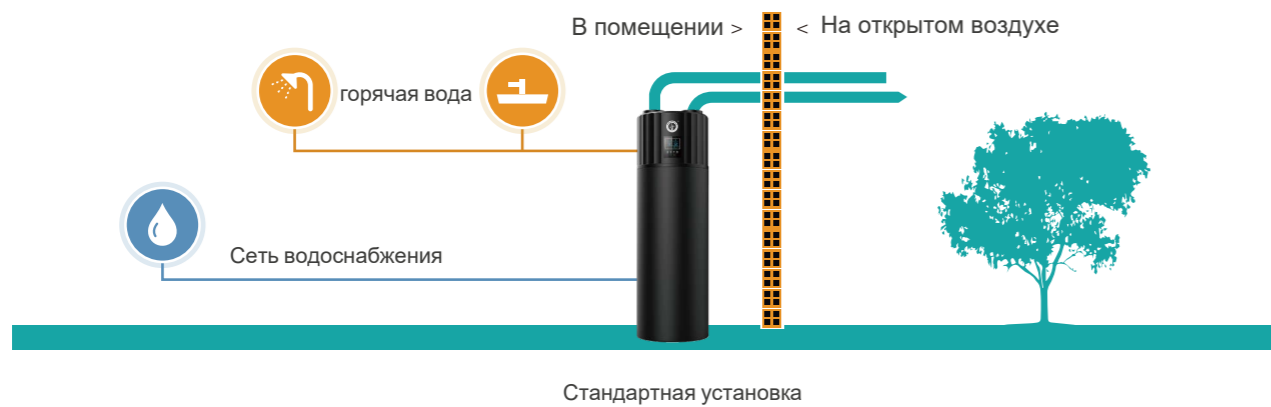 В помещении >
< На открытом воздухе
горячая вода
Сеть водоснабжения
Стандартная установка